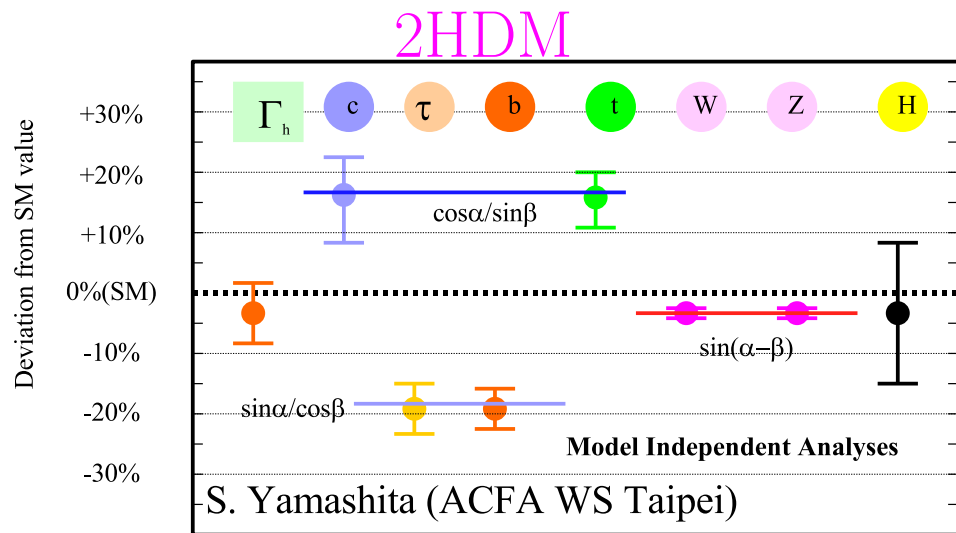 2HDM
Deviation from SM value
+30%
+20%
+10%
0%(SM)
-10%
-20%
-30%
Γh c τ b t W Z H
cosα/sinβ
sin(α−β)
sinα/cosβ
Model Independent Analyses
S. Yamashita (ACFA WS Taipei)